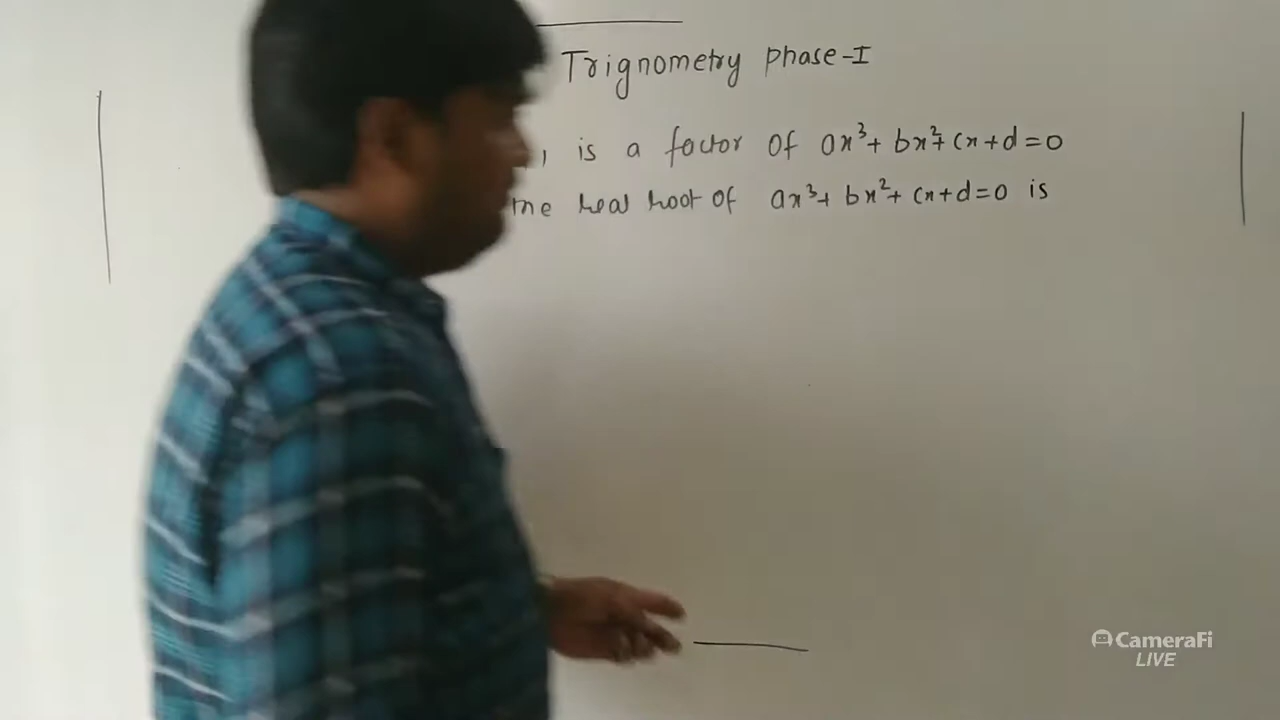 Trignometry phase-I
1 is a factor of ax³+ bx²+ cx+d=0
real root of ax³+ bx²+ cx+d=0 is
CameraFi
LIVE